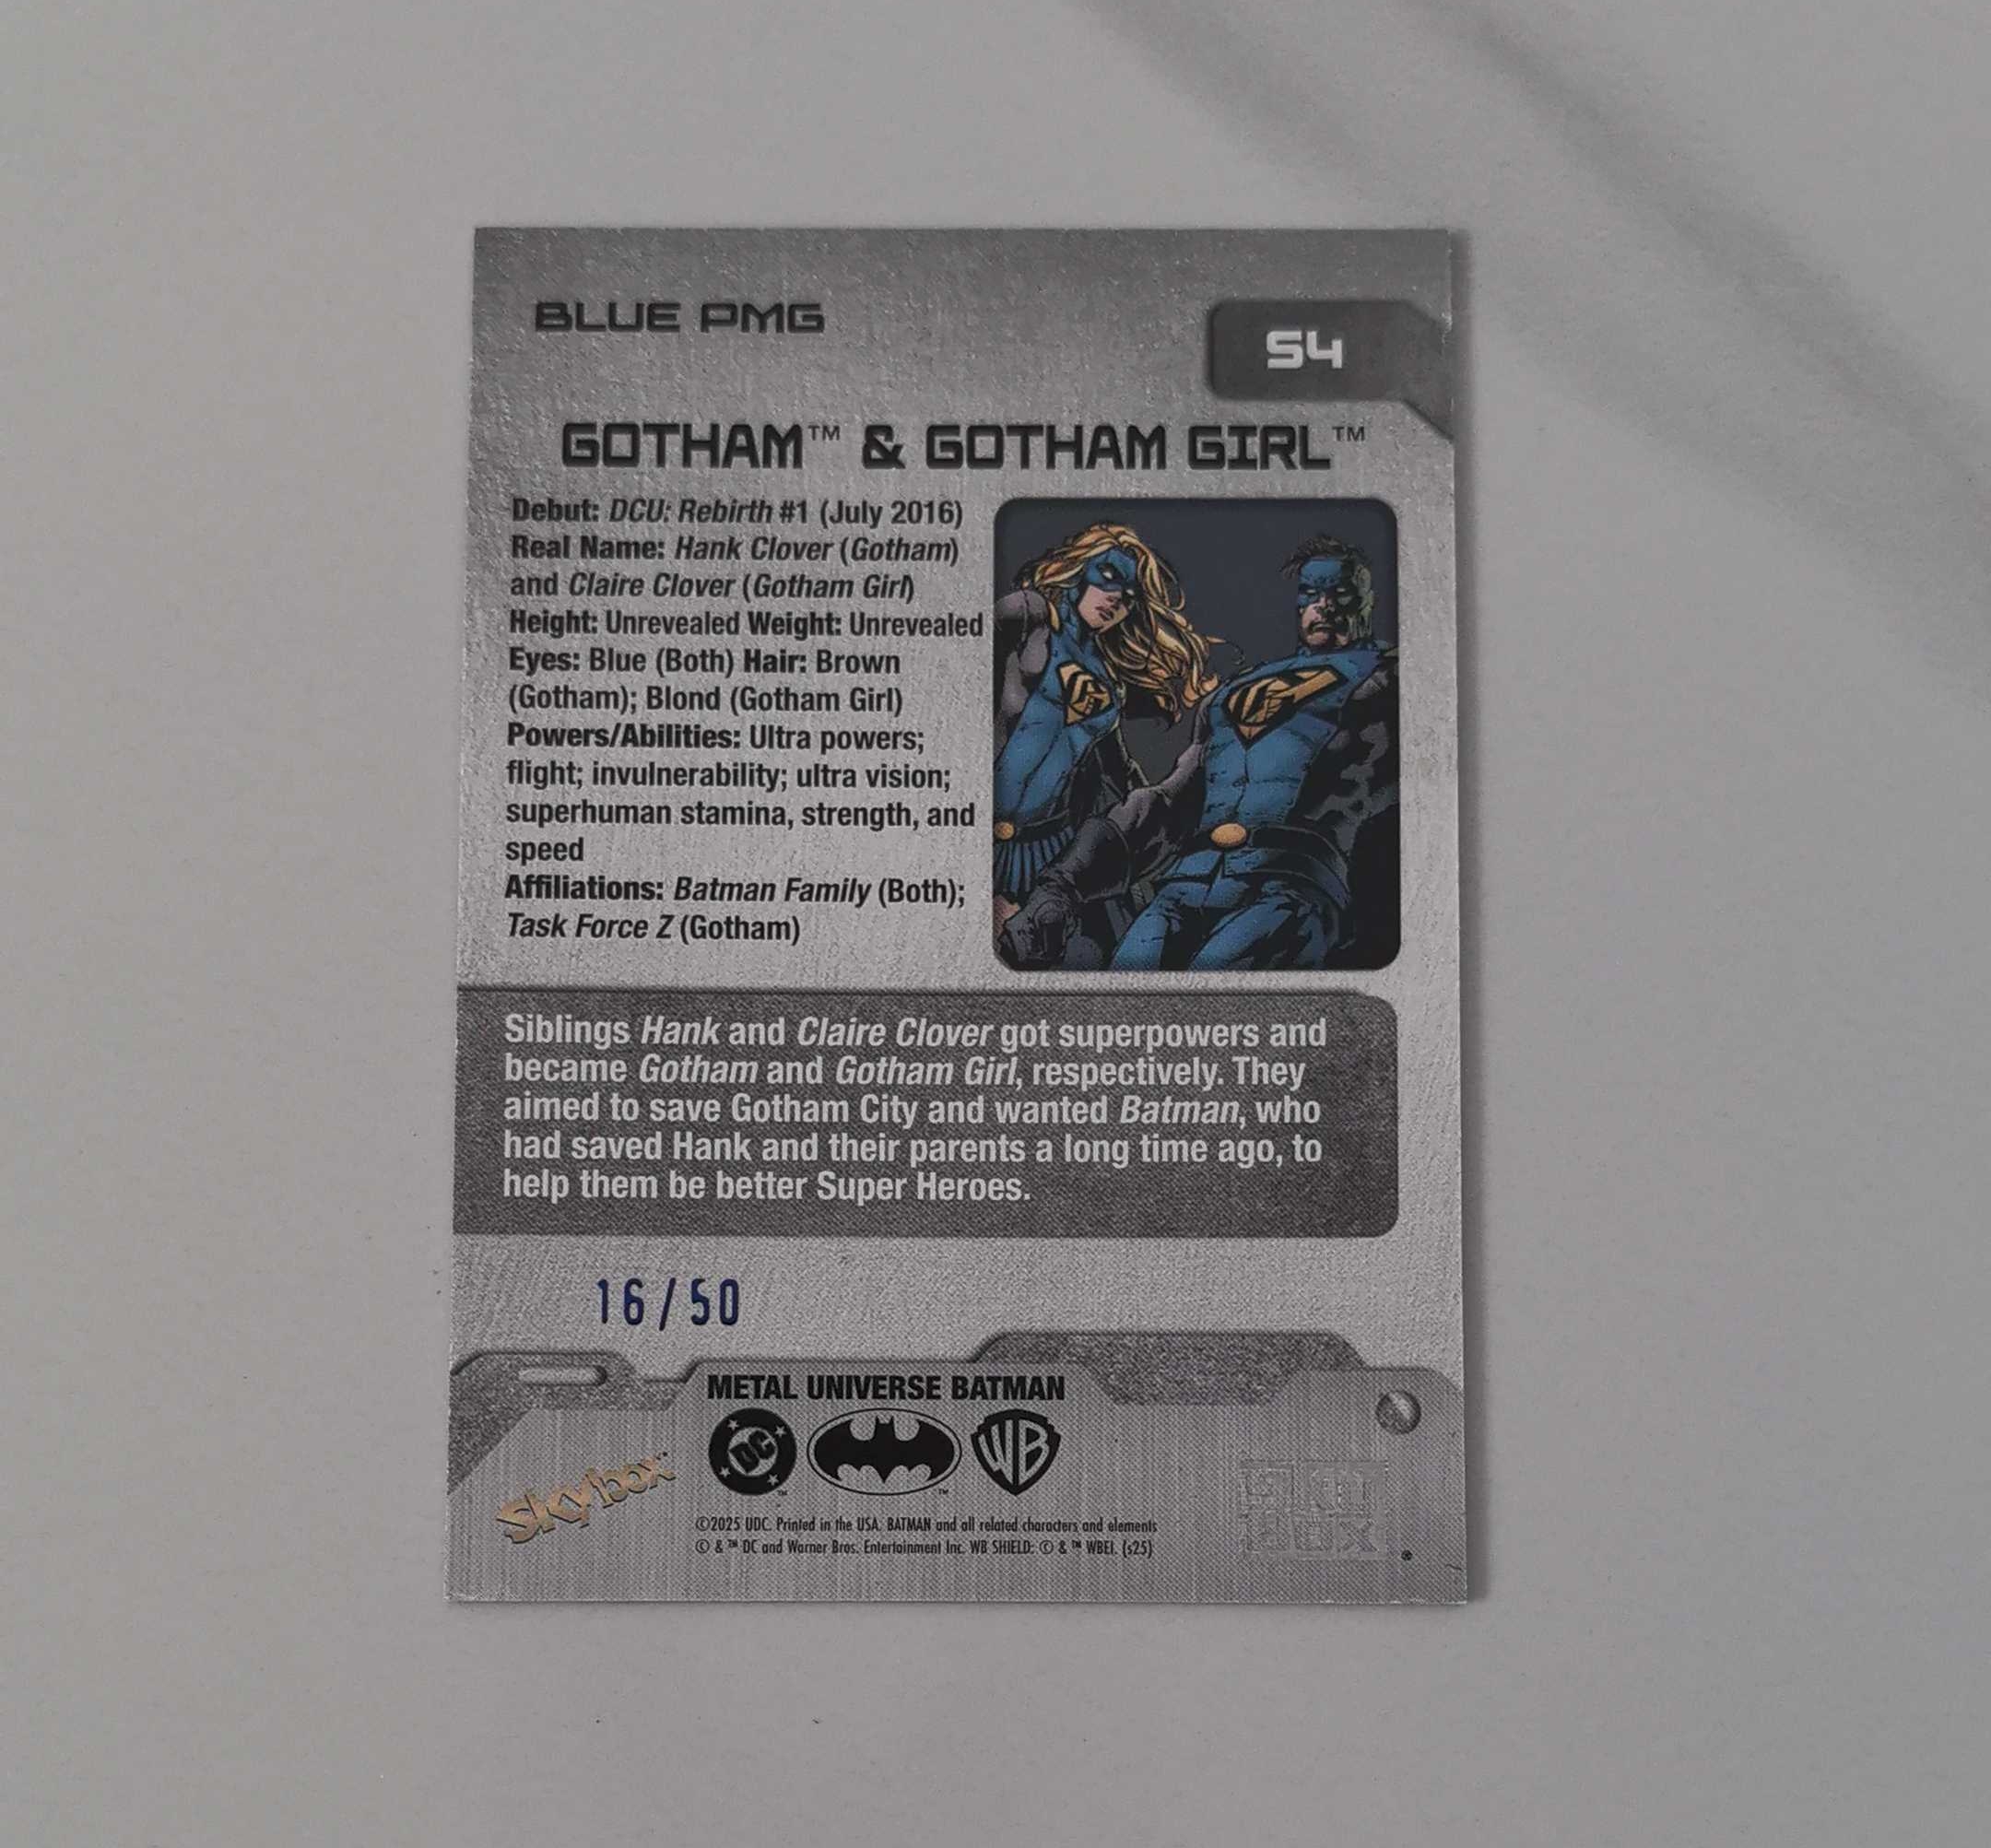 BLUE PMG
54
GOTHAM™ & GOTHAM GIRL™
Debut: DCU: Rebirth #1 (July 2016)
Real Name: Hank Clover (Gotham)
and Claire Clover (Gotham Girl)
Height: Unrevealed Weight: Unrevealed
Eyes: Blue (Both) Hair: Brown
(Gotham); Blond (Gotham Girl)
Powers/Abilities: Ultra powers;
flight; invulnerability; ultra vision;
superhuman stamina, strength, and
speed
Affiliations: Batman Family (Both);
Task Force Z (Gotham)
Siblings Hank and Claire Clover got superpowers and
became Gotham and Gotham Girl, respectively. They
aimed to save Gotham City and wanted Batman, who
had saved Hank and their parents a long time ago, to
help them be better Super Heroes.
16/50
METAL UNIVERSE BATMAN
DC™ ™ WB
Skybox
©2025 UDC. Printed in the USA. BATMAN and all related characters and elements
© & ™ DC and Warner Bros. Entertainment Inc. WB SHIELD: © & ™ WBEI. (s25)
SKY
BOX®